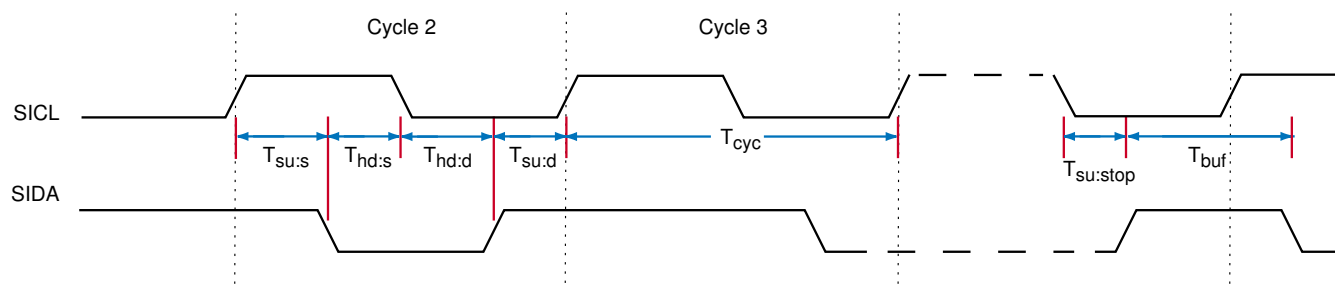 Cycle 2
Cycle 3
SICL
Tsu:s
Thd:s
Thd:d
Tsu:d
Tcyc
Tsu:stop
Tbuf
SIDA